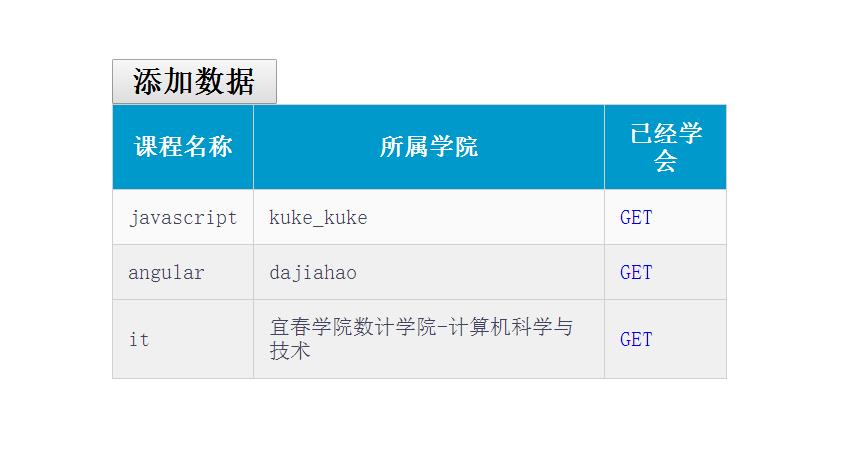 添加数据
课程名称 所属学院 已经学
会
javascript kuke_kuke GET
angular dajiahao GET
it 宜春学院数计学院-计算机科学与 GET
技术